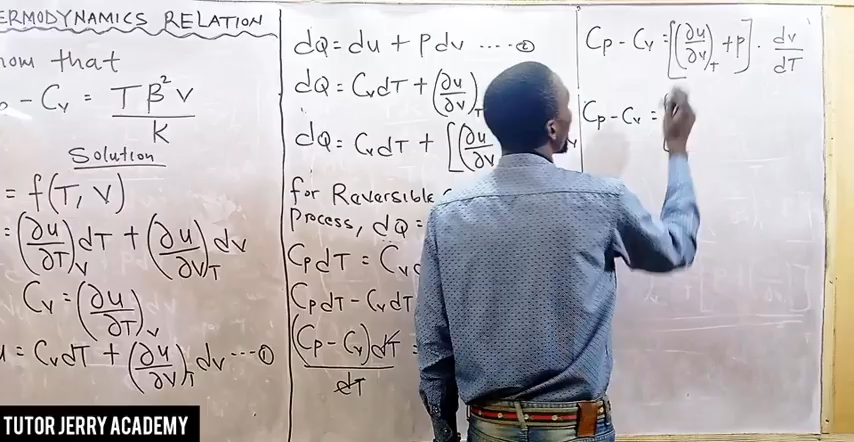 ERMODYNAMICS RELATION
how that
p - Cv = Tβ²V / K
Solution
= f(T, V)
= (∂u/∂T)v dT + (∂u/∂V)T dv
Cv = (∂u/∂T)v
u = CvdT + (∂u/∂V)T dv ----①
dQ = du + Pdv .....②
dQ = CvdT + (∂u/∂V)T
dQ = CvdT + [(∂u/∂V
for Reversible
Process, dQ =
CpdT = Cv
CpdT - CvdT
(Cp - Cv)dT / dT =
Cp - Cv = [(∂u/∂V)T + P] . dv/dT
Cp - Cv = [
TUTOR JERRY ACADEMY